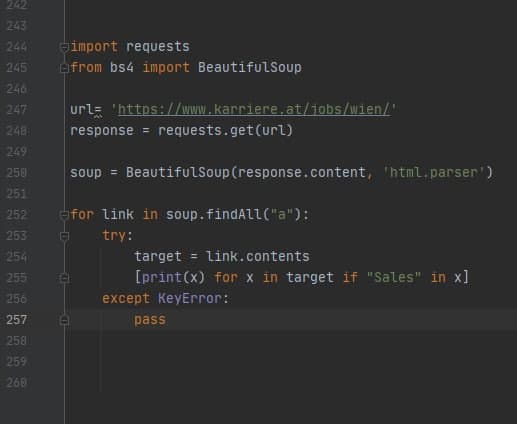 242
243
244 import requests
245 from bs4 import BeautifulSoup
246
247 url= 'https://www.karriere.at/jobs/wien/'
248 response = requests.get(url)
249
250 soup = BeautifulSoup(response.content, 'html.parser')
251
252 for link in soup.findAll("a"):
253     try:
254         target = link.contents
255         [print(x) for x in target if "Sales" in x]
256     except KeyError:
257         pass
258
259
260